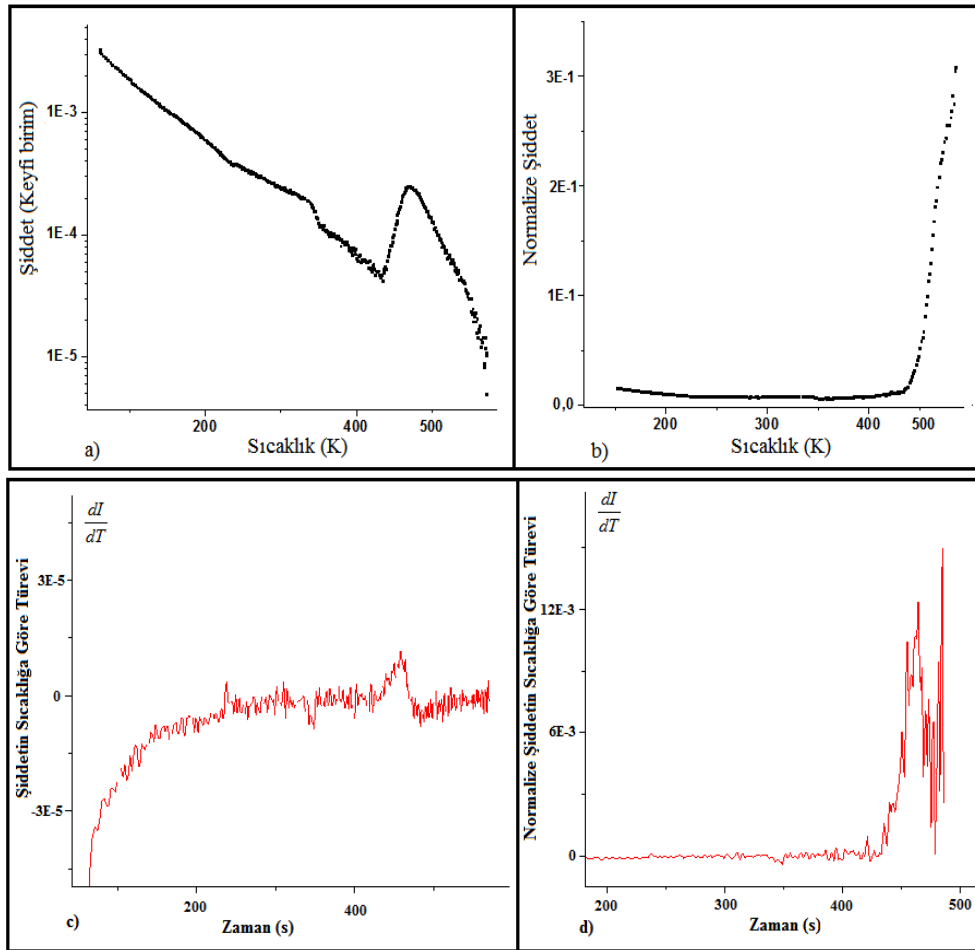 Şiddet (Keyfi birim)
1E-3
1E-4
1E-5
200
300
400
500
a)
Sıcaklık (K)
Normalize Şiddet
3E-1
2E-1
1E-1
0,0
200
300
400
500
Sıcaklık (K)
b)
dI
dT
Şiddetin Sıcaklığa Göre Türevi
3E-5
0
-3E-5
200
400
c)
Zaman (s)
dI
dT
Normalize Şiddetin Sıcaklığa Göre Türevi
12E-3
6E-3
0
200
300
400
500
Zaman (s)
d)